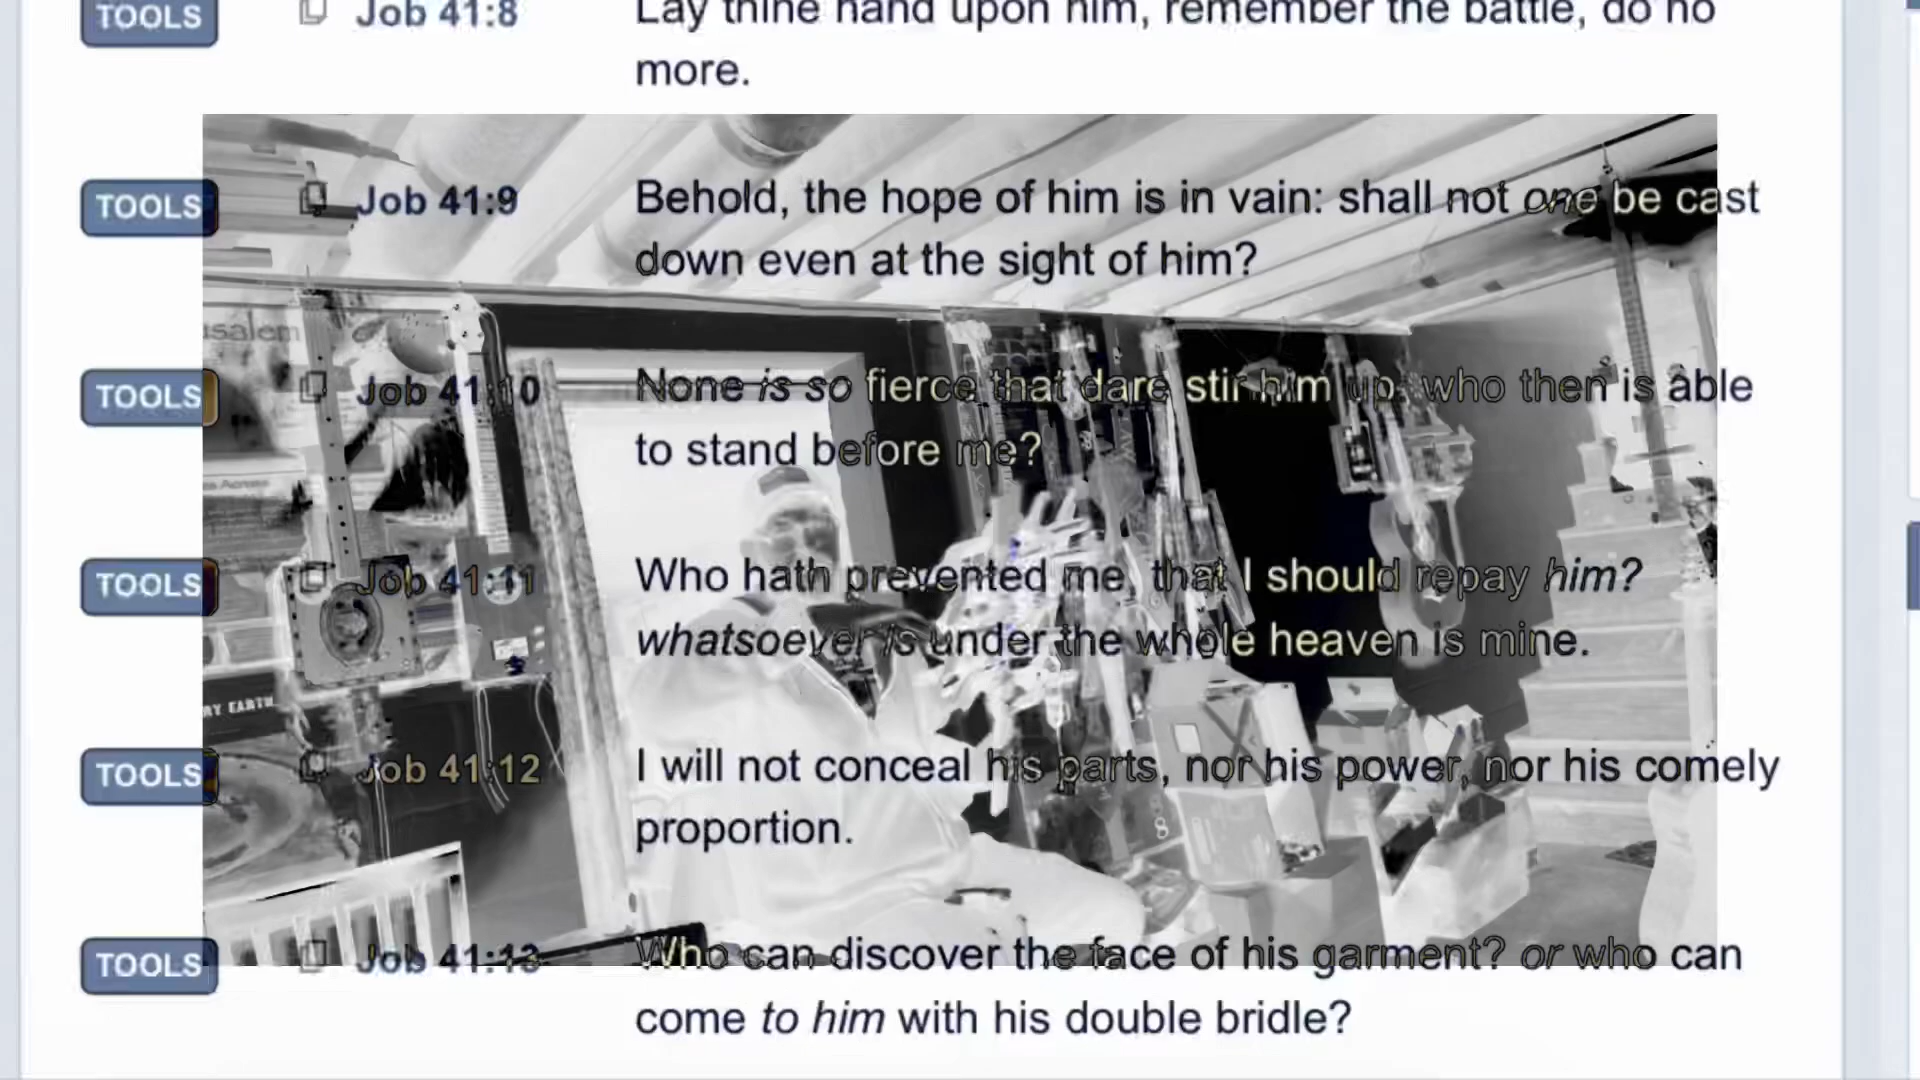 TOOLS Job 41:8 Lay thine hand upon him, remember the battle, do no
more.
TOOLS Job 41:9 Behold, the hope of him is in vain: shall not one be cast
down even at the sight of him?
usalem
TOOLS Job 41:10 None is so fierce that dare stir him up: who then is able
to stand before me?
Across
TOOLS Job 41:11 Who hath prevented me, that I should repay him?
whatsoever is under the whole heaven is mine.
EARTH
TOOLS Job 41:12 I will not conceal his parts, nor his power, nor his comely
proportion.
TOOLS Job 41:13 Who can discover the face of his garment? or who can
come to him with his double bridle?